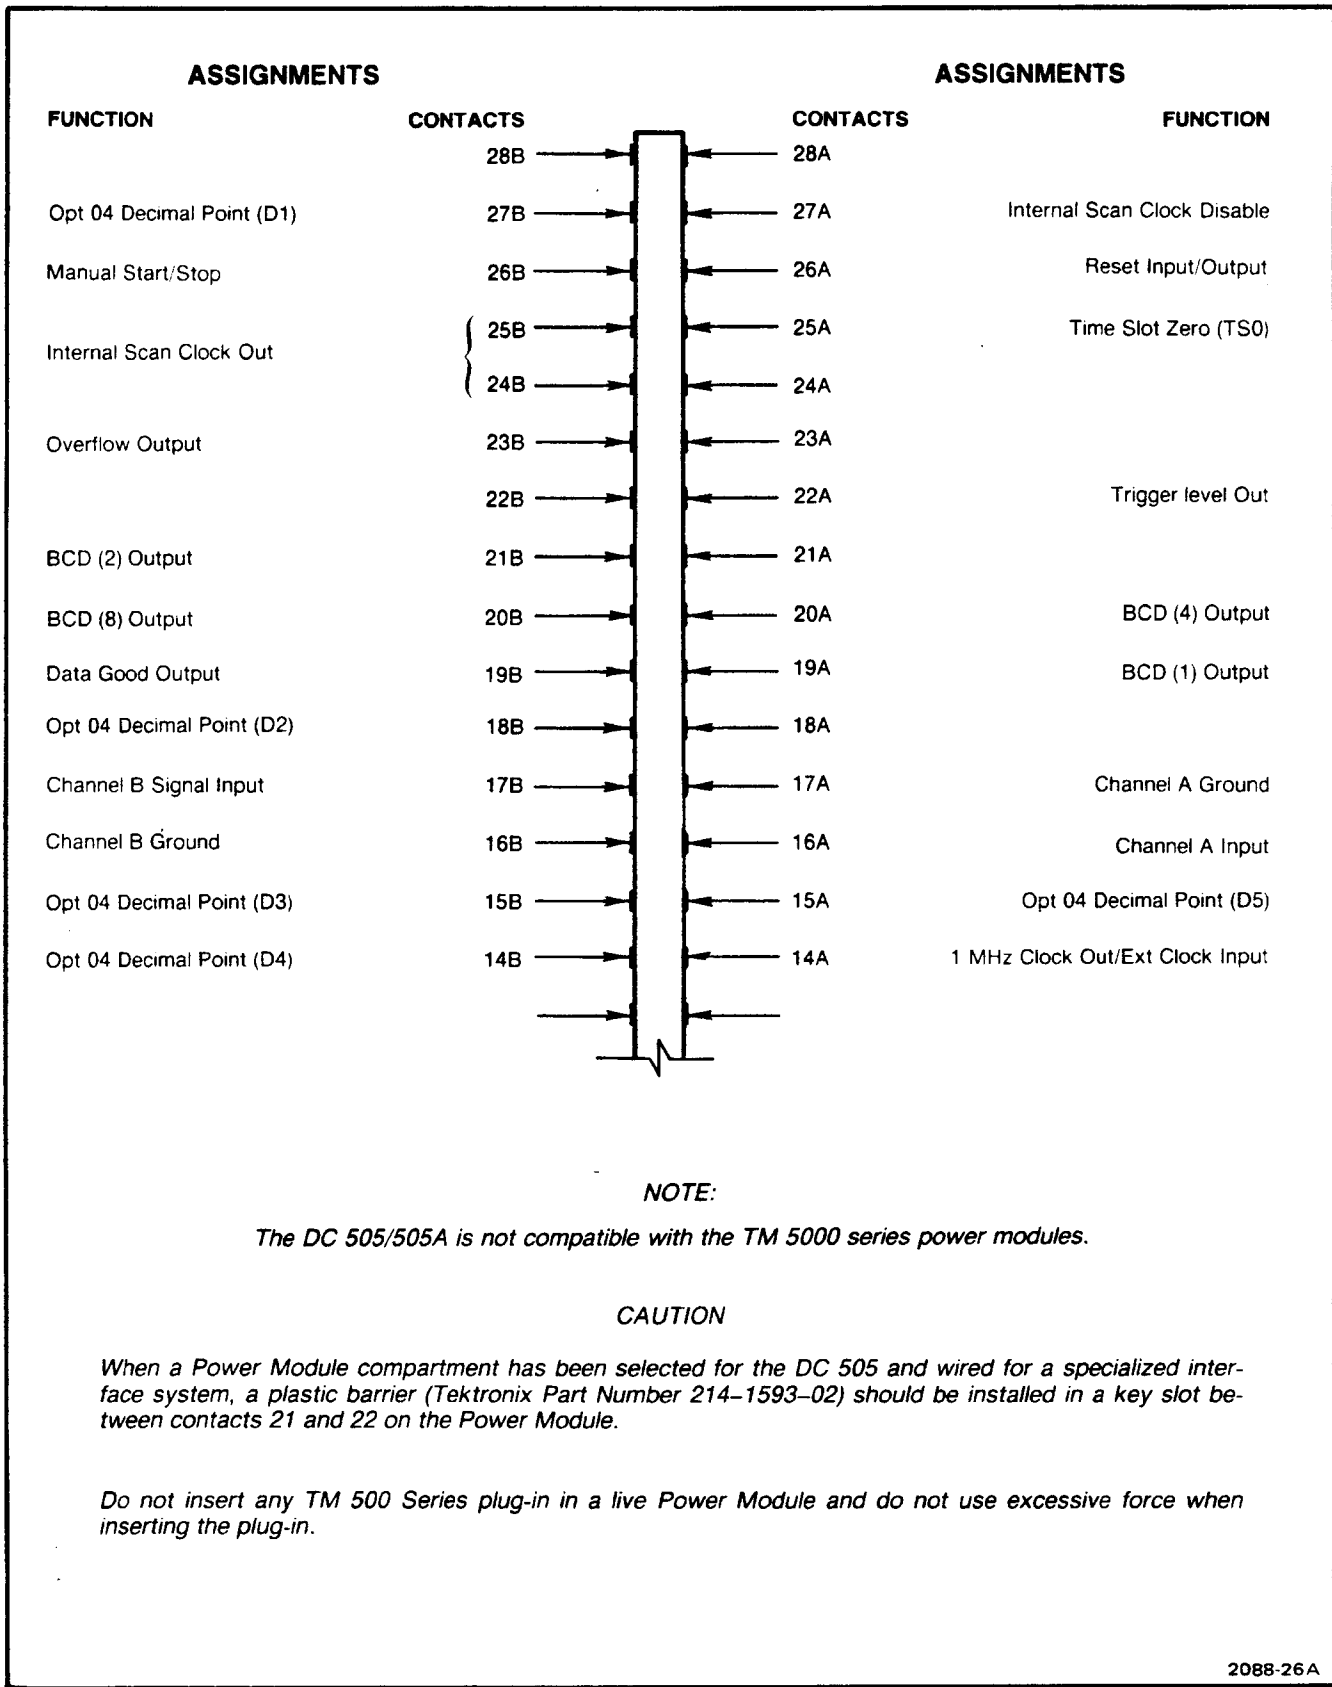 ASSIGNMENTS ASSIGNMENTS
FUNCTION CONTACTS CONTACTS FUNCTION
28B 28A
Opt 04 Decimal Point (D1) 27B 27A Internal Scan Clock Disable
Manual Start/Stop 26B 26A Reset Input/Output
25B 25A Time Slot Zero (TS0)
Internal Scan Clock Out
24B 24A
Overflow Output 23B 23A
22B 22A Trigger level Out
BCD (2) Output 21B 21A
BCD (8) Output 20B 20A BCD (4) Output
Data Good Output 19B 19A BCD (1) Output
Opt 04 Decimal Point (D2) 18B 18A
Channel B Signal Input 17B 17A Channel A Ground
Channel B Ground 16B 16A Channel A Input
Opt 04 Decimal Point (D3) 15B 15A Opt 04 Decimal Point (D5)
Opt 04 Decimal Point (D4) 14B 14A 1 MHz Clock Out/Ext Clock Input
NOTE:
The DC 505/505A is not compatible with the TM 5000 series power modules.
CAUTION
When a Power Module compartment has been selected for the DC 505 and wired for a specialized inter-
face system, a plastic barrier (Tektronix Part Number 214–1593–02) should be installed in a key slot be-
tween contacts 21 and 22 on the Power Module.
Do not insert any TM 500 Series plug-in in a live Power Module and do not use excessive force when
inserting the plug-in.
2088-26A